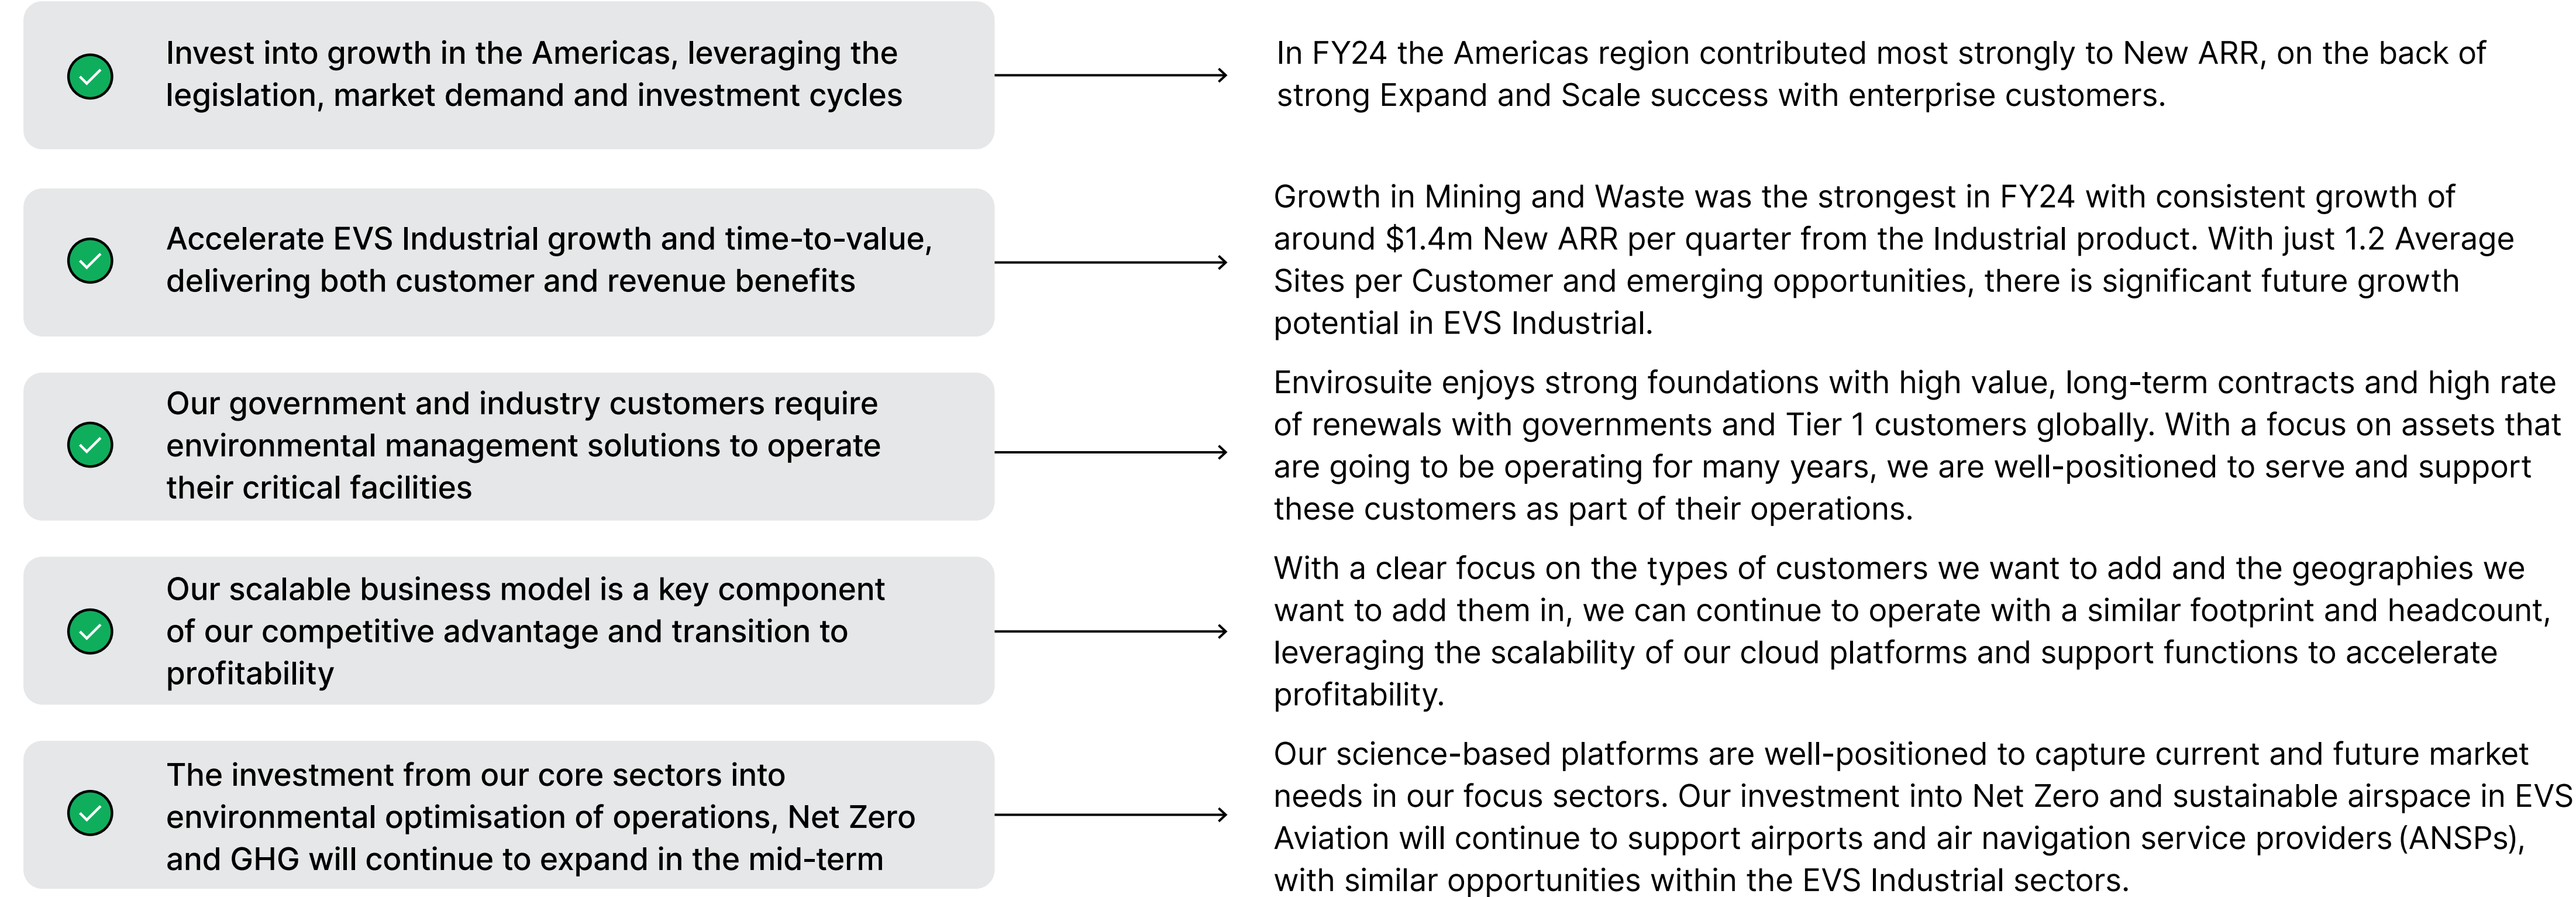 Invest into growth in the Americas, leveraging the
legislation, market demand and investment cycles
In FY24 the Americas region contributed most strongly to New ARR, on the back of
strong Expand and Scale success with enterprise customers.
Accelerate EVS Industrial growth and time-to-value,
delivering both customer and revenue benefits
Growth in Mining and Waste was the strongest in FY24 with consistent growth of
around $1.4m New ARR per quarter from the Industrial product. With just 1.2 Average
Sites per Customer and emerging opportunities, there is significant future growth
potential in EVS Industrial.
Our government and industry customers require
environmental management solutions to operate
their critical facilities
Envirosuite enjoys strong foundations with high value, long-term contracts and high rate
of renewals with governments and Tier 1 customers globally. With a focus on assets that
are going to be operating for many years, we are well-positioned to serve and support
these customers as part of their operations.
Our scalable business model is a key component
of our competitive advantage and transition to
profitability
With a clear focus on the types of customers we want to add and the geographies we
want to add them in, we can continue to operate with a similar footprint and headcount,
leveraging the scalability of our cloud platforms and support functions to accelerate
profitability.
The investment from our core sectors into
environmental optimisation of operations, Net Zero
and GHG will continue to expand in the mid-term
Our science-based platforms are well-positioned to capture current and future market
needs in our focus sectors. Our investment into Net Zero and sustainable airspace in EVS
Aviation will continue to support airports and air navigation service providers (ANSPs),
with similar opportunities within the EVS Industrial sectors.